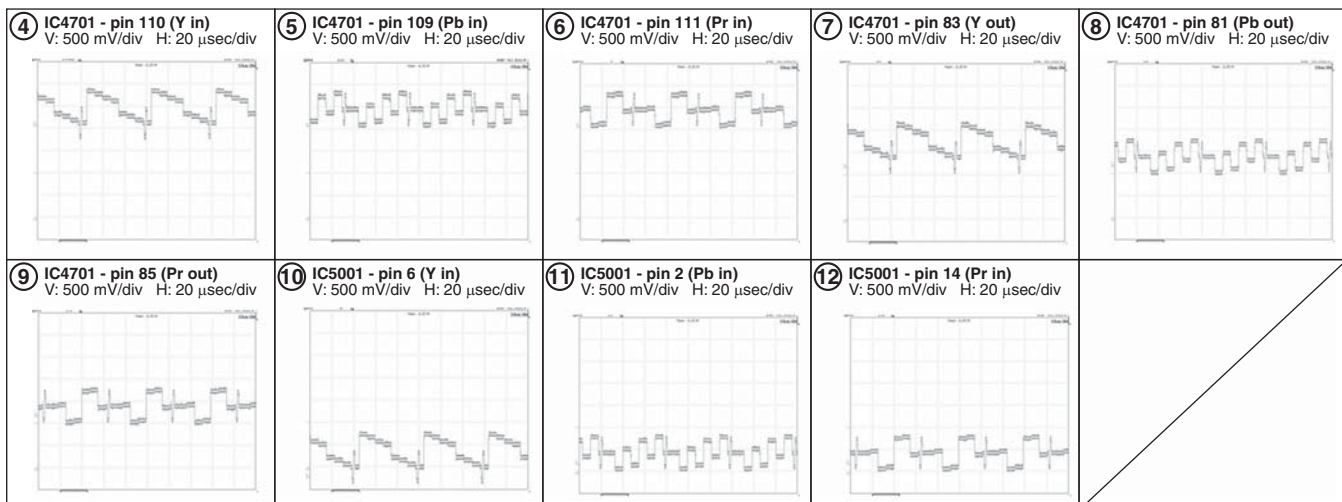 ④ IC4701 - pin 110 (Y in)
V: 500 mV/div H: 20 µsec/div
⑤ IC4701 - pin 109 (Pb in)
V: 500 mV/div H: 20 µsec/div
⑥ IC4701 - pin 111 (Pr in)
V: 500 mV/div H: 20 µsec/div
⑦ IC4701 - pin 83 (Y out)
V: 500 mV/div H: 20 µsec/div
⑧ IC4701 - pin 81 (Pb out)
V: 500 mV/div H: 20 µsec/div
⑨ IC4701 - pin 85 (Pr out)
V: 500 mV/div H: 20 µsec/div
⑩ IC5001 - pin 6 (Y in)
V: 500 mV/div H: 20 µsec/div
⑪ IC5001 - pin 2 (Pb in)
V: 500 mV/div H: 20 µsec/div
⑫ IC5001 - pin 14 (Pr in)
V: 500 mV/div H: 20 µsec/div